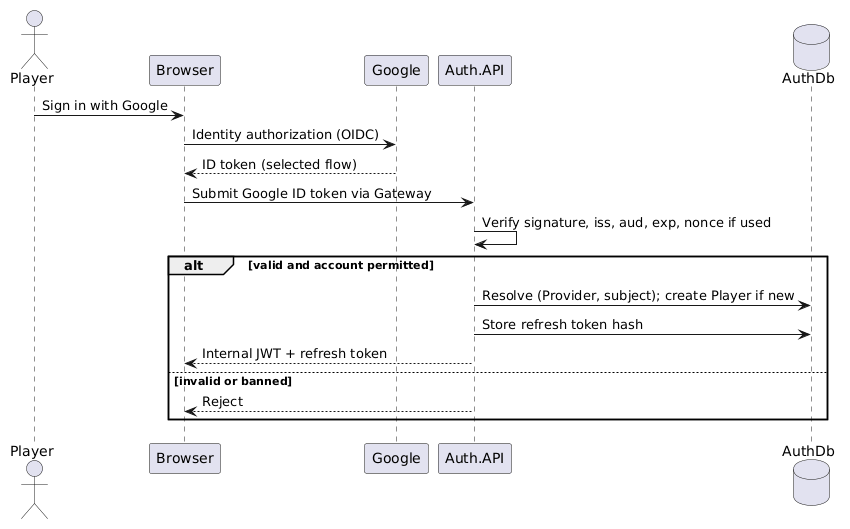 Player
Browser
Google
Auth.API
AuthDb
Sign in with Google
Identity authorization (OIDC)
ID token (selected flow)
Submit Google ID token via Gateway
Verify signature, iss, aud, exp, nonce if used
alt [valid and account permitted]
Resolve (Provider, subject); create Player if new
Store refresh token hash
Internal JWT + refresh token
[invalid or banned]
Reject
Player
Browser
Google
Auth.API
AuthDb